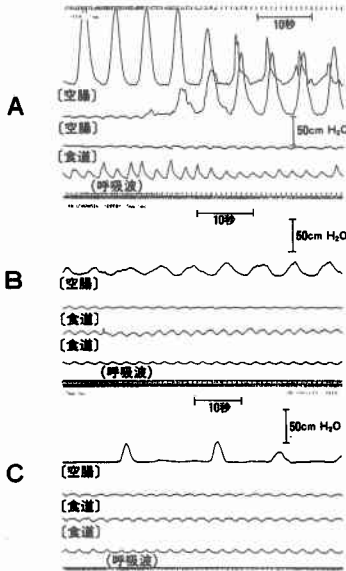 10秒
〔空腸〕
A
〔空腸〕
50cm H₂O
〔食道〕
(呼吸波)
10秒
50cm H₂O
B
〔空腸〕
〔食道〕
〔食道〕
(呼吸波)
10秒
50cm H₂O
C
〔空腸〕
〔食道〕
〔食道〕
(呼吸波)